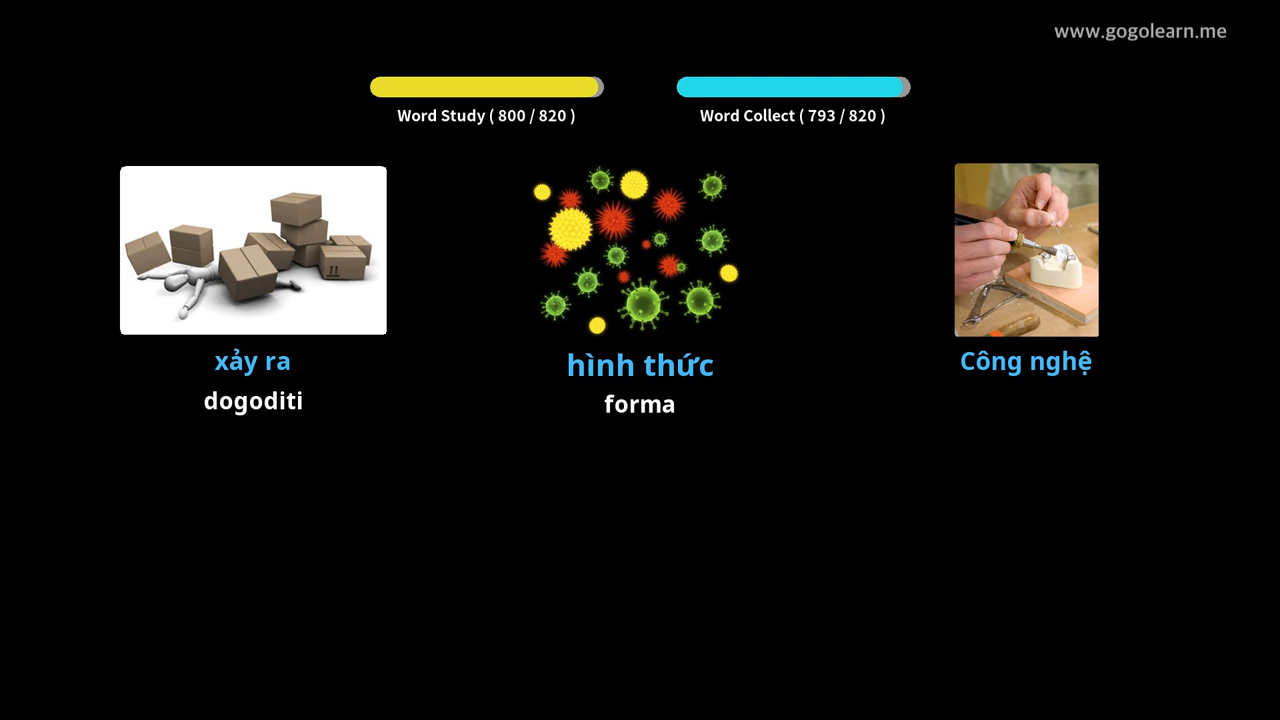 www.gogolearn.me
Word Study ( 800 / 820 )
Word Collect ( 793 / 820 )
xảy ra
dogoditi
hình thức
forma
Công nghệ